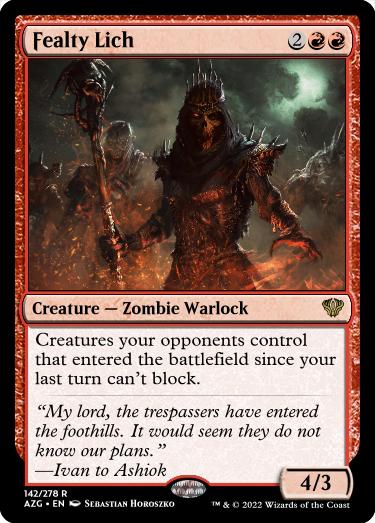 Fealty Lich 2
Creature — Zombie Warlock
Creatures your opponents control
that entered the battlefield since your
last turn can't block.
“My lord, the trespassers have entered
the foothills. It would seem they do not
know our plans.”
—Ivan to Ashiok
4/3
142/278 R
AZG • EN Sebastian Horoszko ™ & © 2022 Wizards of the Coast